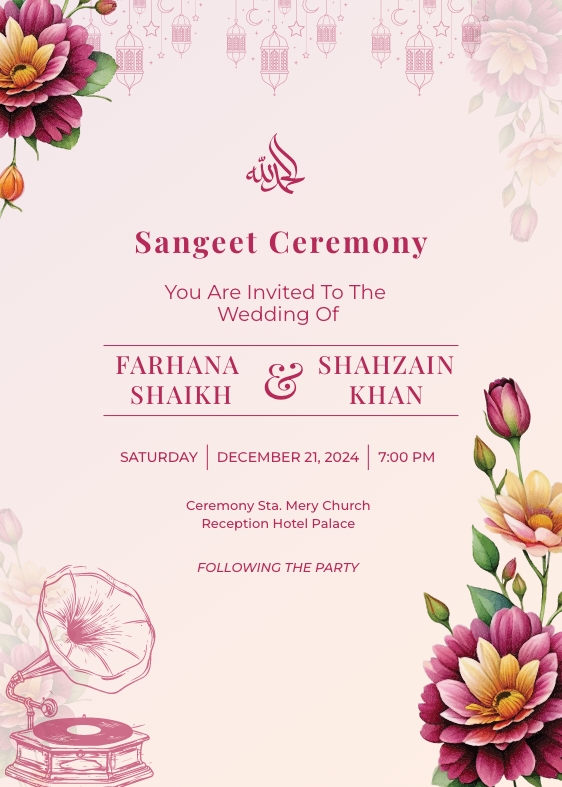 الحمد لله
Sangeet Ceremony
You Are Invited To The
Wedding Of
FARHANA
SHAIKH
&
SHAHZAIN
KHAN
SATURDAY | DECEMBER 21, 2024 | 7:00 PM
Ceremony Sta. Mery Church
Reception Hotel Palace
FOLLOWING THE PARTY